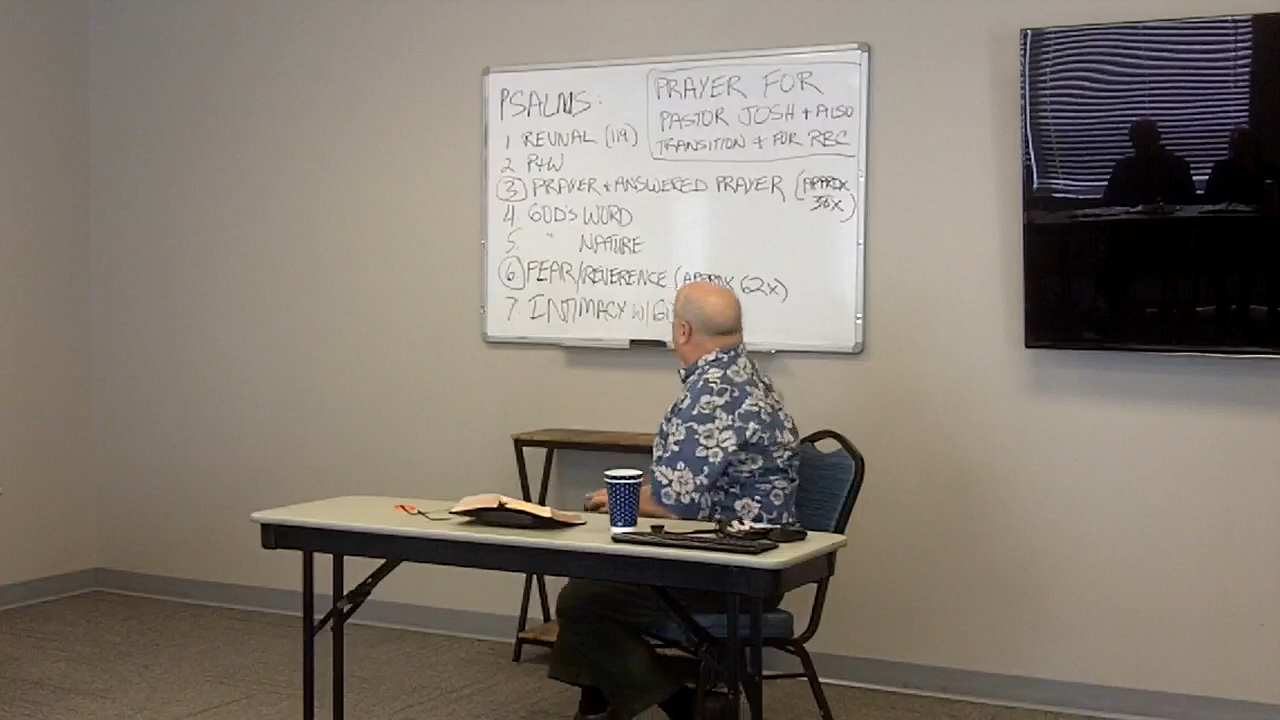 PSALMS:
1 REVIVAL (119)
2 P+W
3 PRAYER + ANSWERED PRAYER (APPROX
36X)
4. GOD'S WORD
5. " NATURE
6 FEAR/REVERENCE (APPROX 62X)
7. INTIMACY W/
PRAYER FOR
PASTOR JOSH + ALSO
TRANSITION + FOR RBC